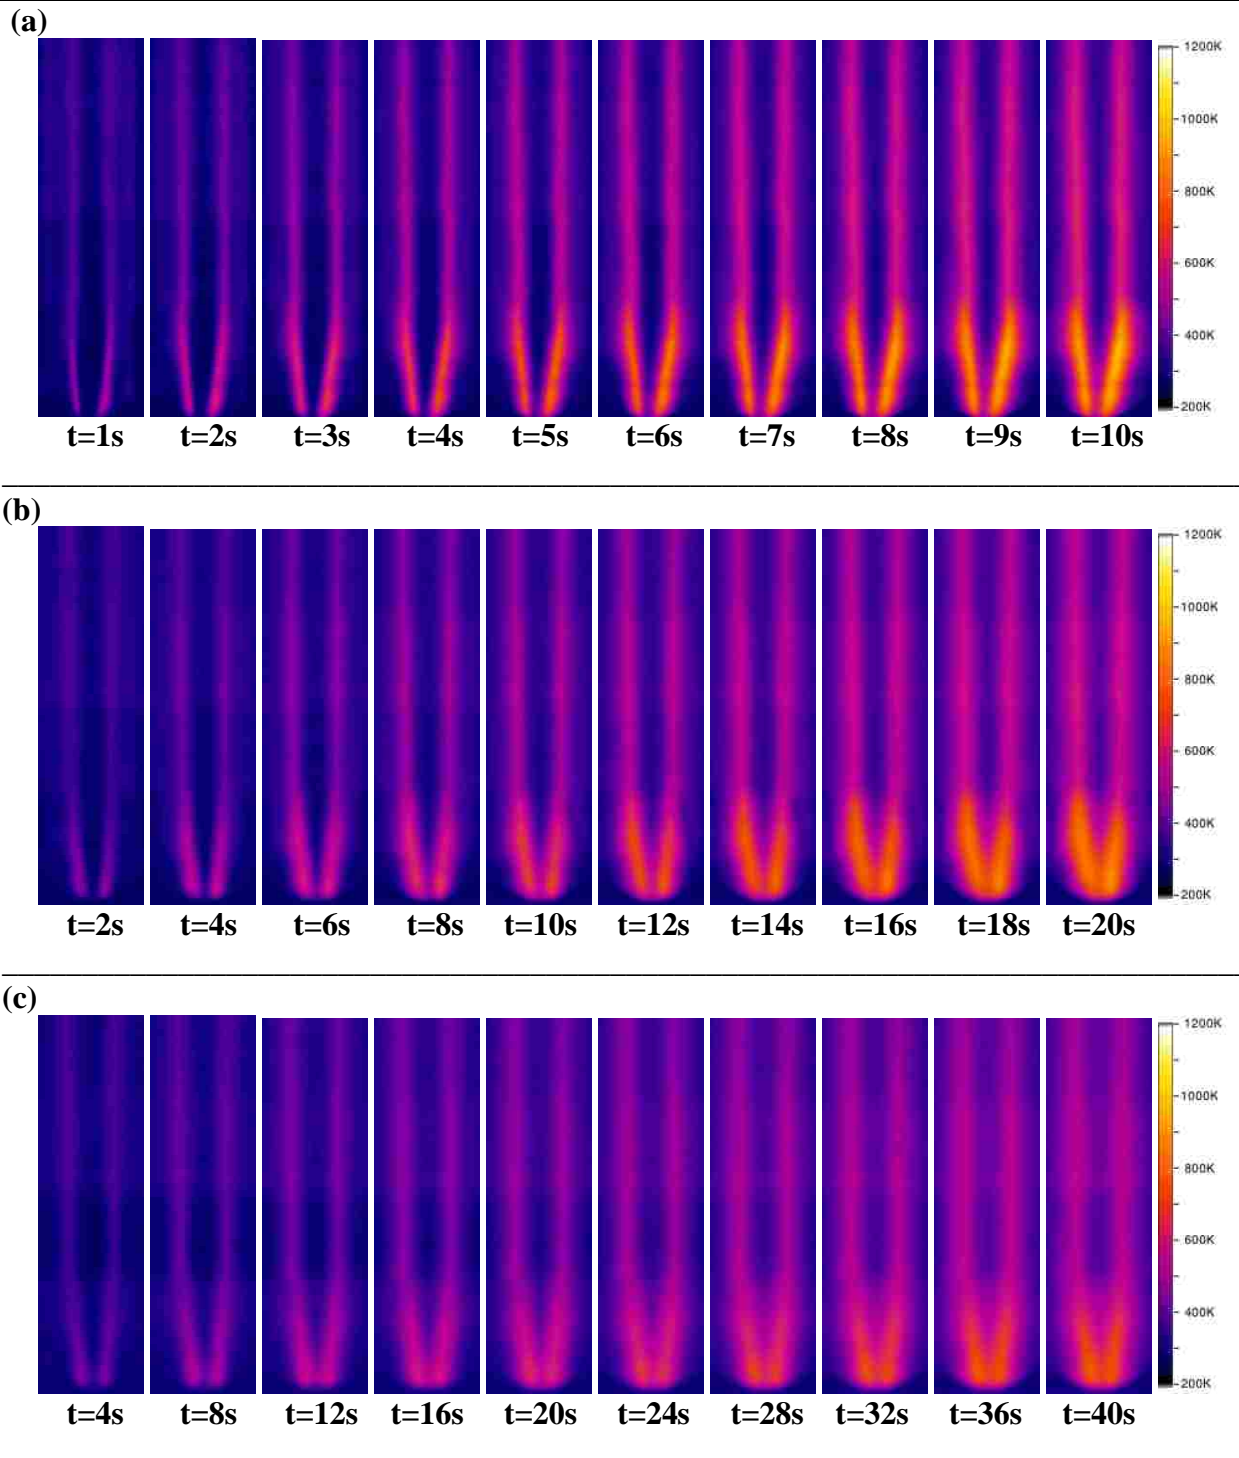 (a)
1200K
1000K
800K
600K
400K
200K
t=1s t=2s t=3s t=4s t=5s t=6s t=7s t=8s t=9s t=10s
(b)
1200K
1000K
800K
600K
400K
200K
t=2s t=4s t=6s t=8s t=10s t=12s t=14s t=16s t=18s t=20s
(c)
1200K
1000K
800K
600K
400K
200K
t=4s t=8s t=12s t=16s t=20s t=24s t=28s t=32s t=36s t=40s